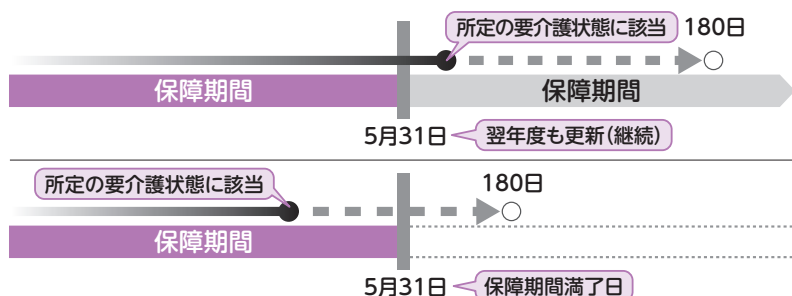 所定の要介護状態に該当 180日
保障期間 保障期間
5月31日 翌年度も更新(継続)
所定の要介護状態に該当 180日
保障期間
5月31日 保障期間満了日